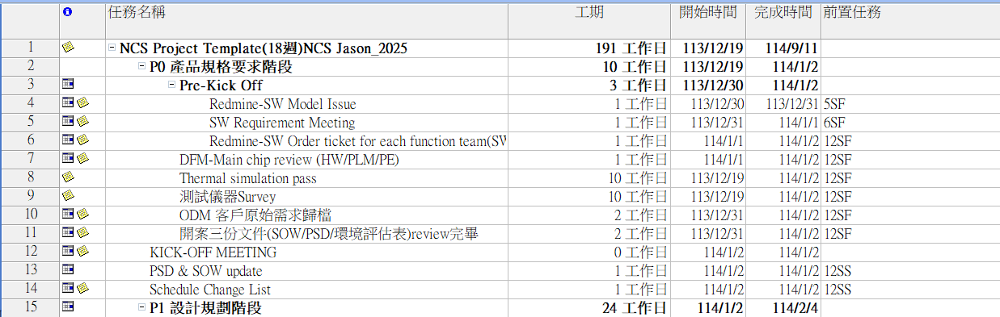 任務名稱 工期 開始時間 完成時間 前置任務
1 NCS Project Template(18週)NCS Jason_2025 191 工作日 113/12/19 114/9/11
2 P0 產品規格要求階段 10 工作日 113/12/19 114/1/2
3 Pre-Kick Off 3 工作日 113/12/30 114/1/2
4 Redmine-SW Model Issue 1 工作日 113/12/30 113/12/31 5SF
5 SW Requirement Meeting 1 工作日 113/12/31 114/1/1 6SF
6 Redmine-SW Order ticket for each function team(SW 1 工作日 114/1/1 114/1/2 12SF
7 DFM-Main chip review (HW/PLM/PE) 1 工作日 114/1/1 114/1/2 12SF
8 Thermal simulation pass 10 工作日 113/12/19 114/1/2 12SF
9 測試儀器Survey 10 工作日 113/12/19 114/1/2 12SF
10 ODM 客戶原始需求歸檔 2 工作日 113/12/31 114/1/2 12SF
11 開案三份文件(SOW/PSD/環境評估表)review完畢 2 工作日 113/12/31 114/1/2 12SF
12 KICK-OFF MEETING 0 工作日 114/1/2 114/1/2
13 PSD & SOW update 1 工作日 114/1/2 114/1/2 12SS
14 Schedule Change List 1 工作日 114/1/2 114/1/2 12SS
15 P1 設計規劃階段 24 工作日 114/1/2 114/2/4